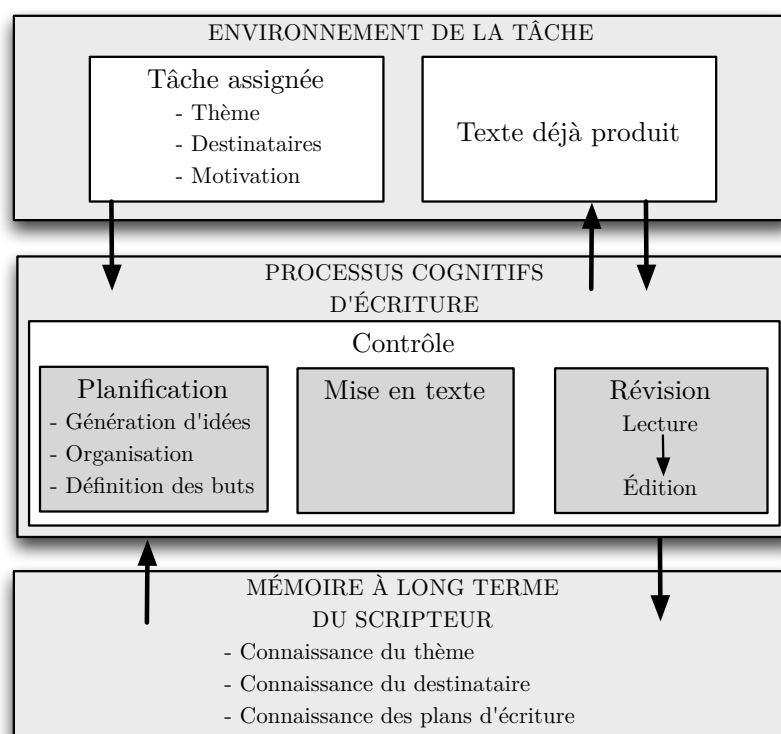 ENVIRONNEMENT DE LA TÂCHE
Tâche assignée
- Thème
- Destinataires
- Motivation
Texte déjà produit
PROCESSUS COGNITIFS
D'ÉCRITURE
Contrôle
Planification
- Génération d'idées
- Organisation
- Définition des buts
Mise en texte
Révision
Lecture
Édition
MÉMOIRE À LONG TERME
DU SCRIPTEUR
- Connaissance du thème
- Connaissance du destinataire
- Connaissance des plans d'écriture